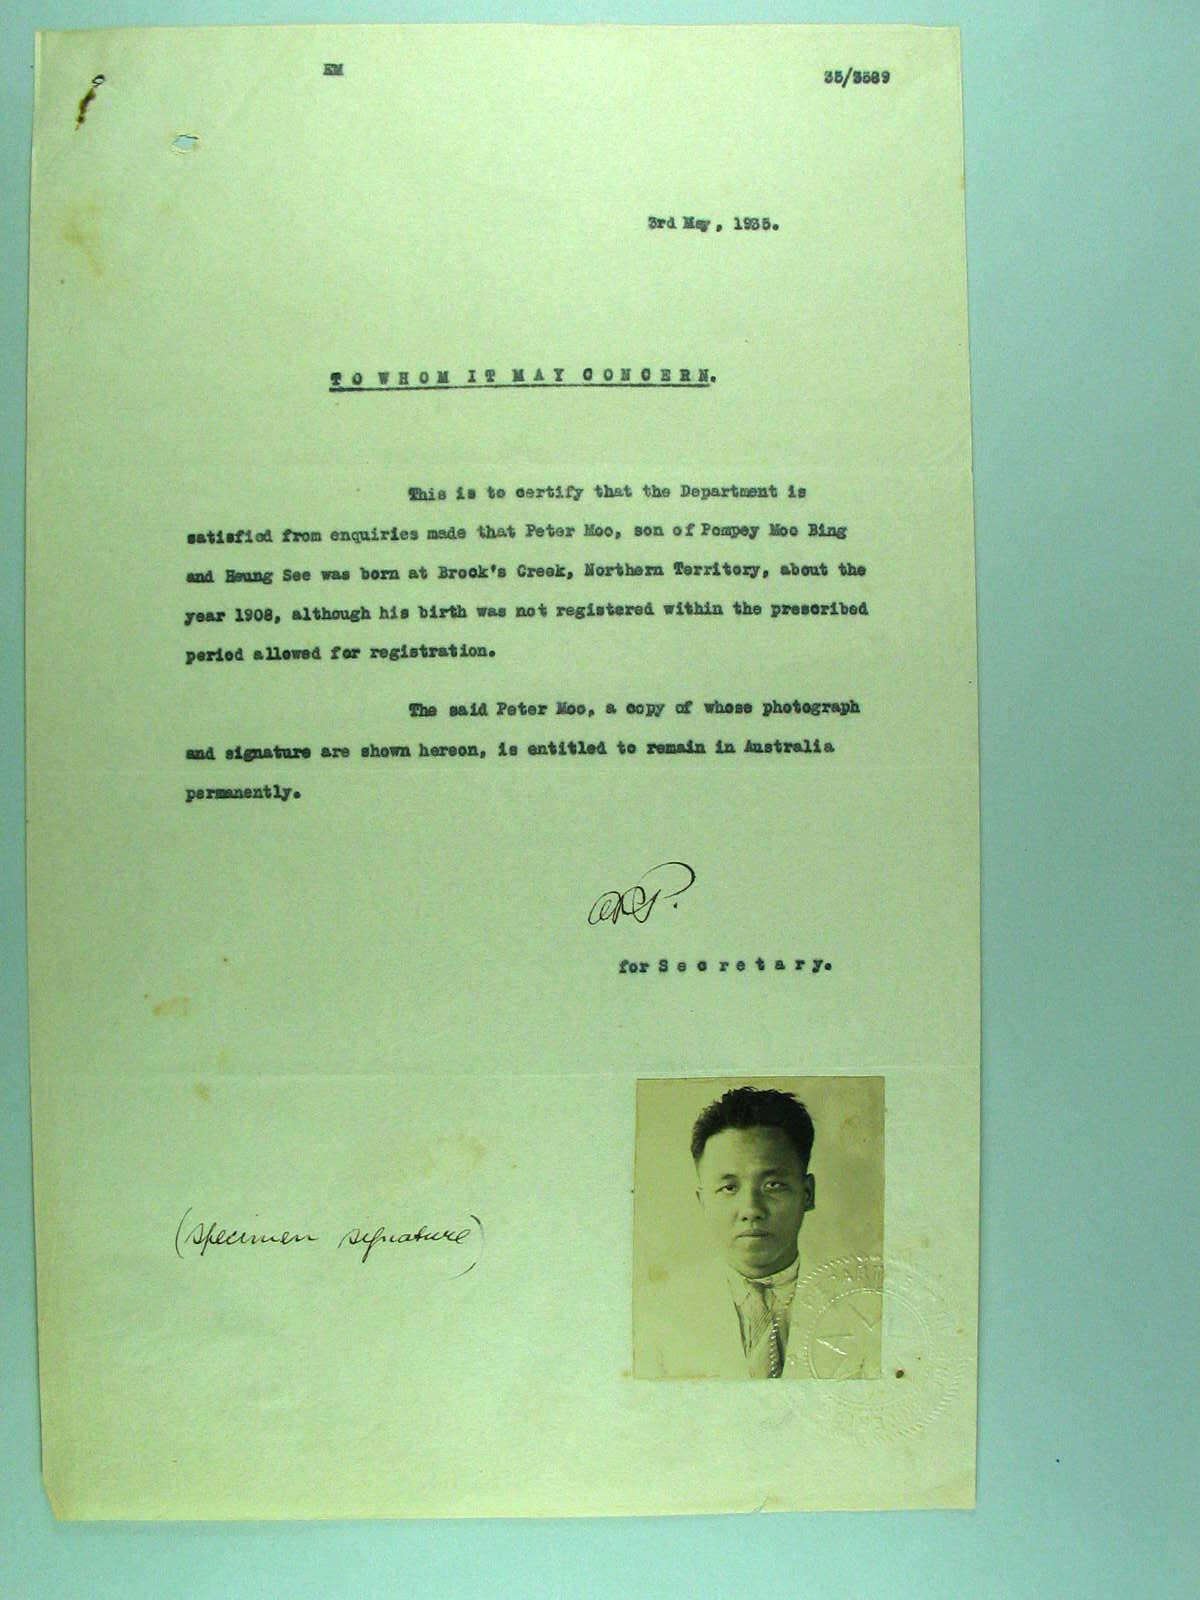 EM
35/3589
3rd May, 1935.
TO WHOM IT MAY CONCERN.
This is to certify that the Department is
satisfied from enquiries made that Peter Moo, son of Pompey Moo Bing
and Heung See was born at Brock's Creek, Northern Territory, about the
year 1908, although his birth was not registered within the prescribed
period allowed for registration.
The said Peter Moo, a copy of whose photograph
and signature are shown hereon, is entitled to remain in Australia
permanently.
for Secretary.
(specimen signature)